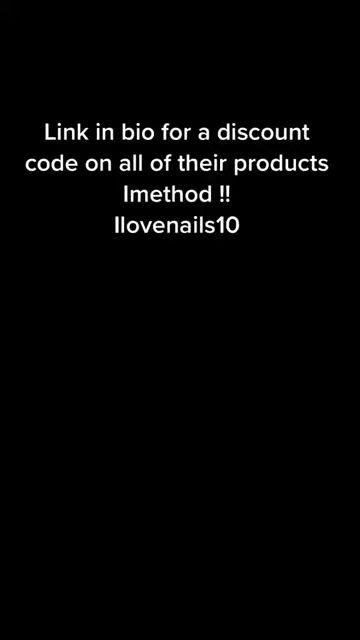 Link in bio for a discount
code on all of their products
Imethod !!
Ilovenails10